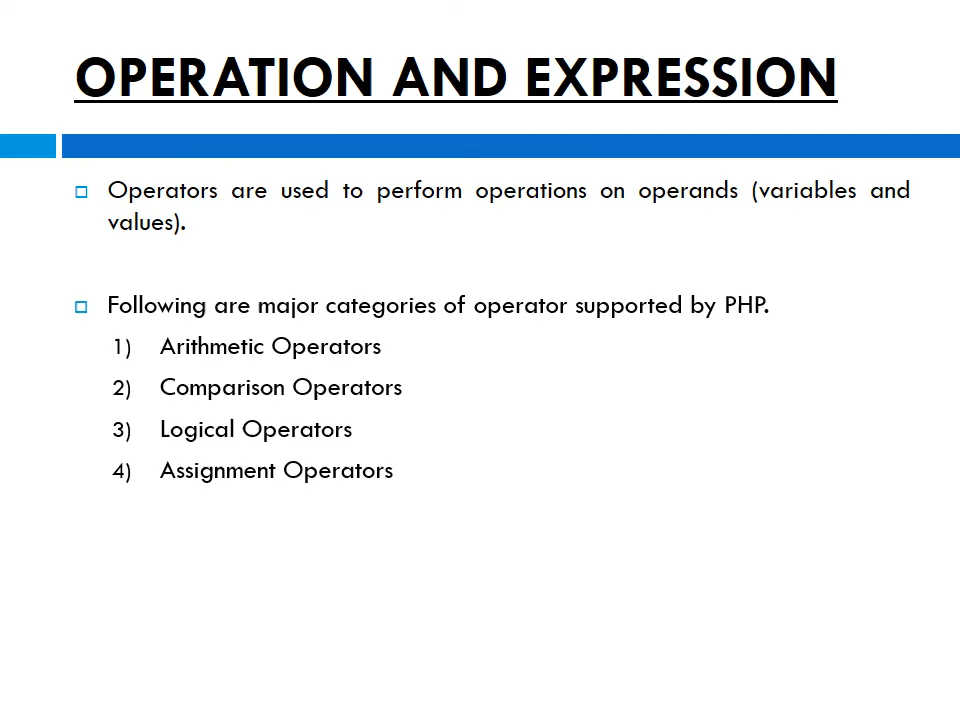 OPERATION AND EXPRESSION
Operators are used to perform operations on operands (variables and
values).
Following are major categories of operator supported by PHP.
1) Arithmetic Operators
2) Comparison Operators
3) Logical Operators
4) Assignment Operators